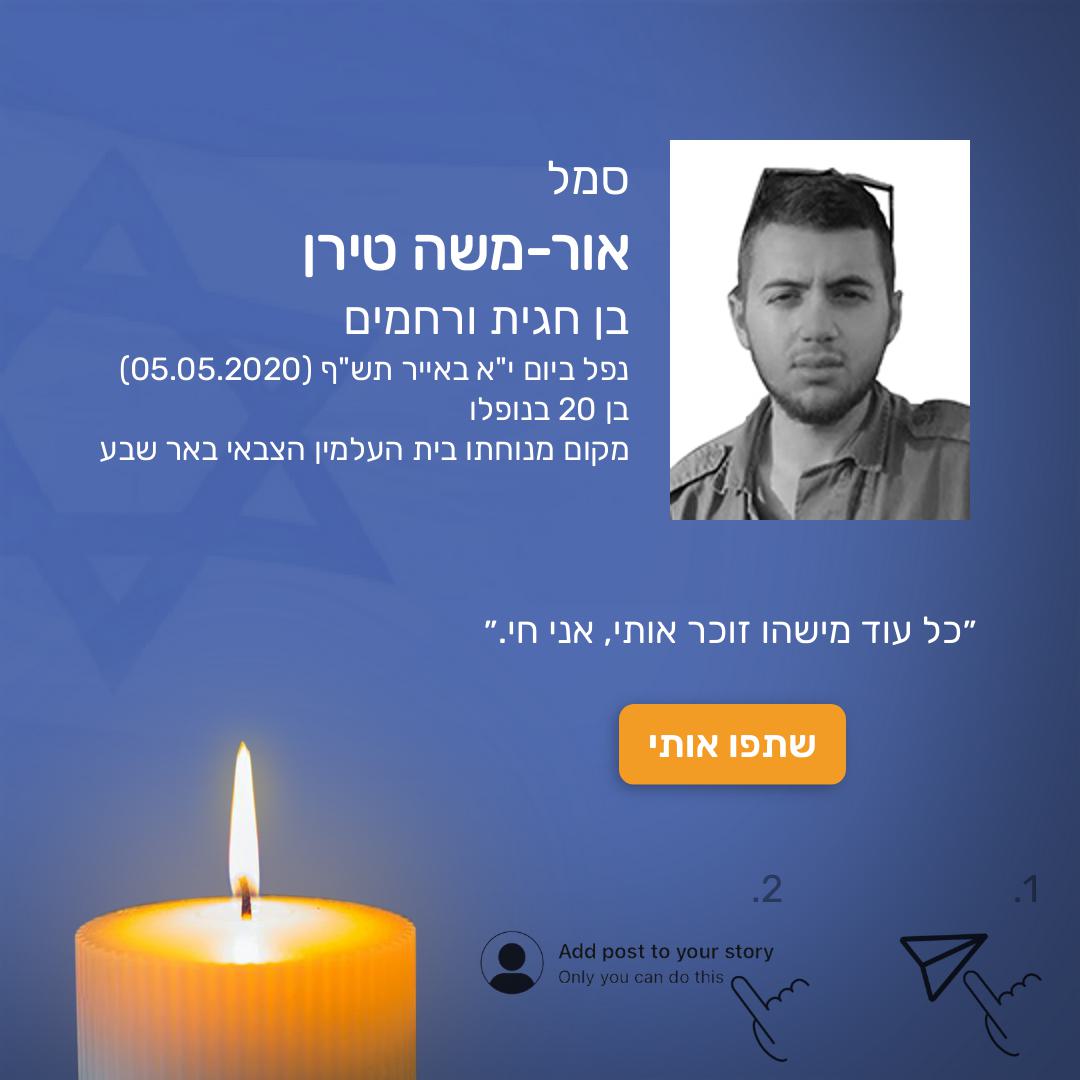 סמל
אור-משה טירן
בן חגית ורחמים
נפל ביום י"א באייר תש"ף (05.05.2020)
בן 20 בנופלו
מקום מנוחתו בית העלמין הצבאי באר שבע
״כל עוד מישהו זוכר אותי, אני חי.״
שתפו אותי
.1
.2
Add post to your story
Only you can do this